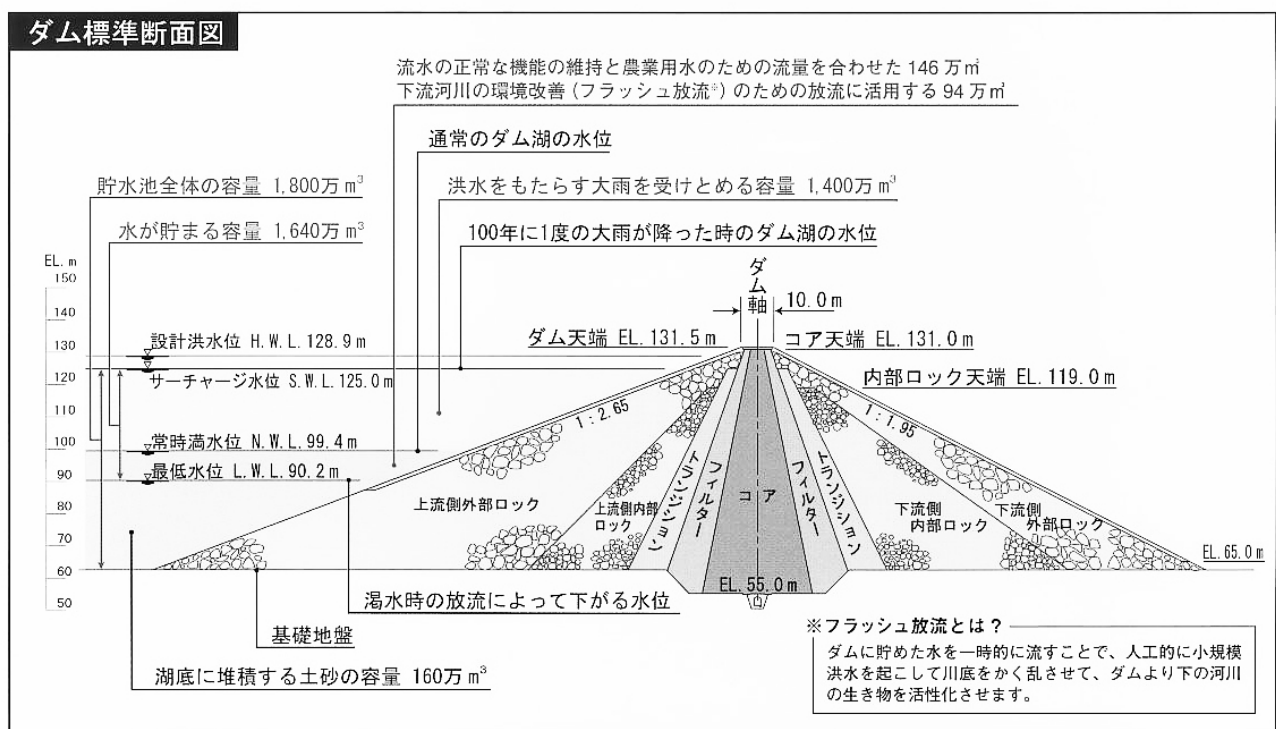 ダム標準断面図
流水の正常な機能の維持と農業用水のための流量を合わせた 146 万㎥
下流河川の環境改善 (フラッシュ放流※) のための放流に活用する 94 万㎥
通常のダム湖の水位
貯水池全体の容量 1,800万㎥
洪水をもたらす大雨を受けとめる容量 1,400万㎥
水が貯まる容量 1,640万㎥
100年に1度の大雨が降った時のダム湖の水位
EL. m
150
140
130
120
110
100
90
80
70
60
50
ダム軸
10.0 m
設計洪水位 H.W.L. 128.9 m
ダム天端 EL. 131.5 m
コア天端 EL. 131.0 m
サーチャージ水位 S.W.L. 125.0 m
内部ロック天端 EL. 119.0 m
1 : 2.65
1 : 1.95
常時満水位 N.W.L. 99.4 m
最低水位 L.W.L. 90.2 m
上流側外部ロック
上流側内部
ロック
トランジション
フィルター
コア
フィルター
トランジション
下流側
内部ロック
下流側
外部ロック
EL. 65.0 m
EL. 55.0 m
渇水時の放流によって下がる水位
基礎地盤
湖底に堆積する土砂の容量 160万㎥
※フラッシュ放流とは？
ダムに貯めた水を一時的に流すことで、人工的に小規模
洪水を起こして川底をかく乱させて、ダムより下の河川
の生き物を活性化させます。